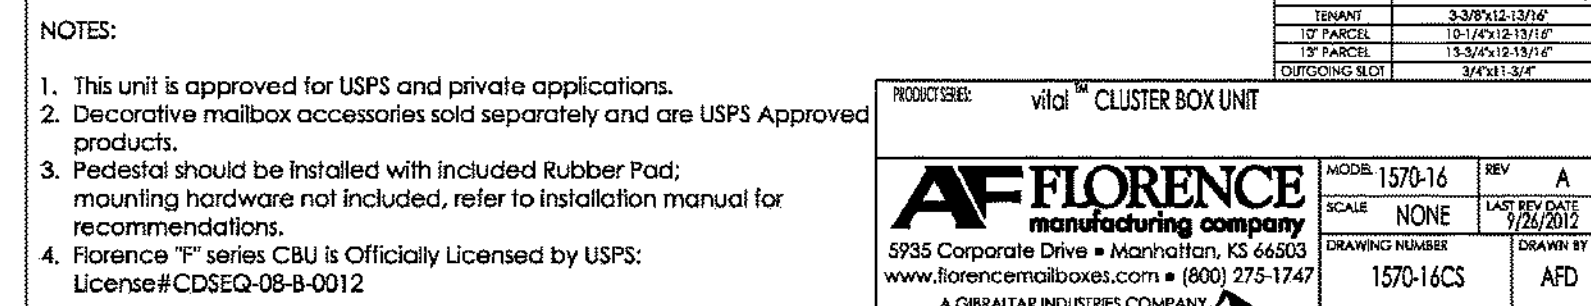 NOTES:
1. This unit is approved for USPS and private applications.
2. Decorative mailbox accessories sold separately and are USPS Approved
products.
3. Pedestal should be installed with included Rubber Pad;
mounting hardware not included, refer to installation manual for
recommendations.
4. Florence "F" series CBU is Officially Licensed by USPS:
License#CDSEQ-08-B-0012
TENANT 3-3/8"x12-13/16"
10" PARCEL 10-1/4"x12-13/16"
13" PARCEL 13-3/4"x12-13/16"
OUTGOING SLOT 3/4"x11-3/4"
PRODUCT SERIES: vital™ CLUSTER BOX UNIT
AF FLORENCE
manufacturing company
5935 Corporate Drive ▪ Manhattan, KS 66503
www.florencemailboxes.com ▪ (800) 275-1747
A GIBRALTAR INDUSTRIES COMPANY
MODEL 1570-16
REV A
SCALE NONE
LAST REV DATE
9/26/2012
DRAWING NUMBER
1570-16CS
DRAWN BY
AFD